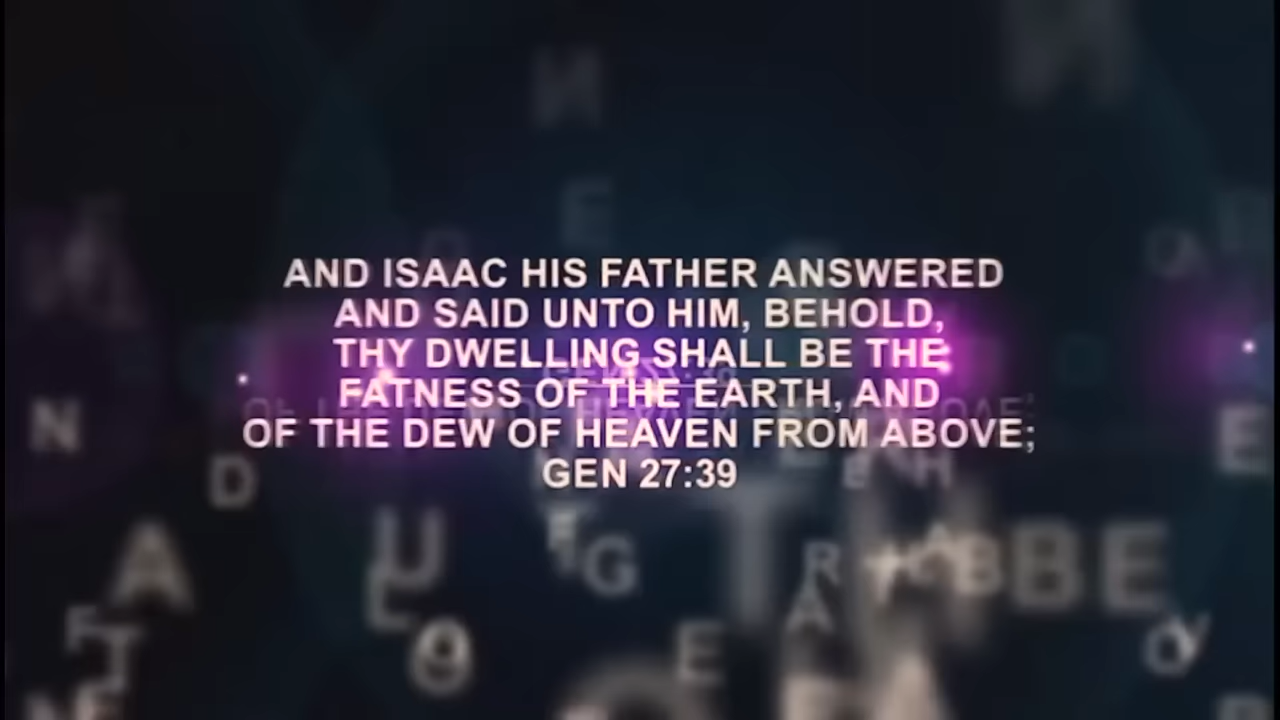 AND ISAAC HIS FATHER ANSWERED
AND SAID UNTO HIM, BEHOLD,
THY DWELLING SHALL BE THE
FATNESS OF THE EARTH, AND
OF THE DEW OF HEAVEN FROM ABOVE;
GEN 27:39